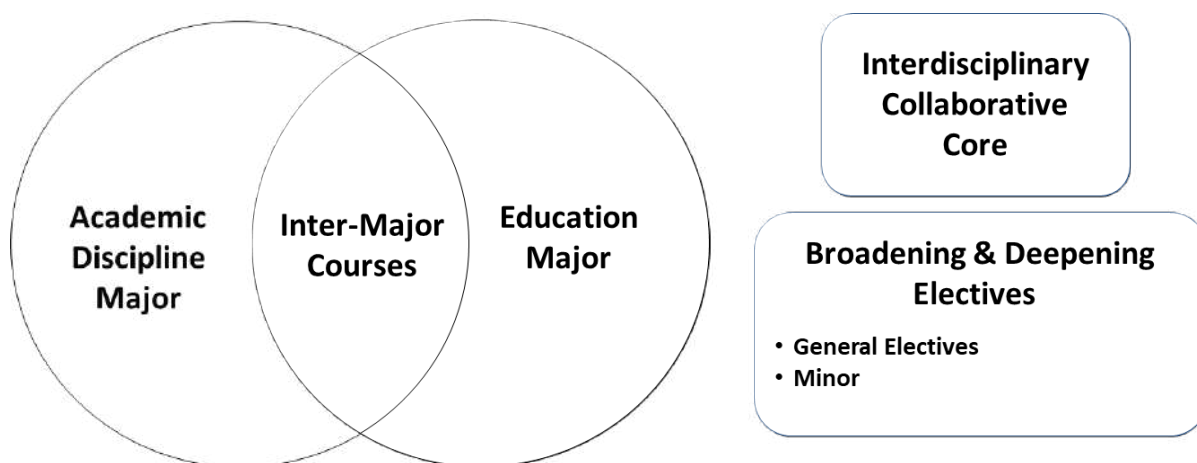 Academic
Discipline
Major
Inter-Major
Courses
Education
Major
Interdisciplinary
Collaborative
Core
Broadening & Deepening
Electives
• General Electives
• Minor